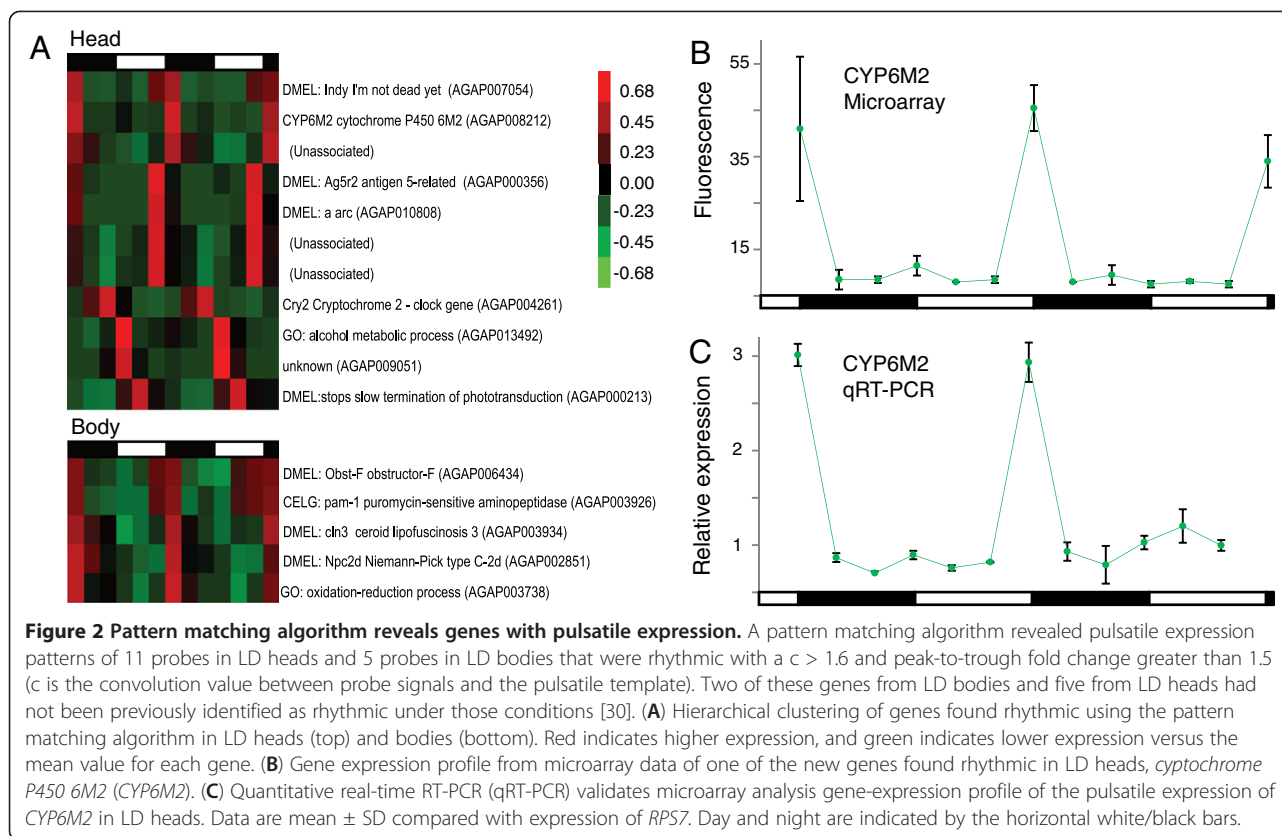 A
Head
DMEL: Indy I'm not dead yet (AGAP007054)
CYP6M2 cytochrome P450 6M2 (AGAP008212)
(Unassociated)
DMEL: Ag5r2 antigen 5-related (AGAP000356)
DMEL: a arc (AGAP010808)
(Unassociated)
(Unassociated)
Cry2 Cryptochrome 2 - clock gene (AGAP004261)
GO: alcohol metabolic process (AGAP013492)
unknown (AGAP009051)
DMEL:stops slow termination of phototransduction (AGAP000213)
0.68
0.45
0.23
0.00
-0.23
-0.45
-0.68
Body
DMEL: Obst-F obstructor-F (AGAP006434)
CELG: pam-1 puromycin-sensitive aminopeptidase (AGAP003926)
DMEL: cln3 ceroid lipofuscinosis 3 (AGAP003934)
DMEL: Npc2d Niemann-Pick type C-2d (AGAP002851)
GO: oxidation-reduction process (AGAP003738)
B
CYP6M2
Microarray
Fluorescence
55
35
15
C
CYP6M2
qRT-PCR
Relative expression
3
2
1
Figure 2 Pattern matching algorithm reveals genes with pulsatile expression. A pattern matching algorithm revealed pulsatile expression
patterns of 11 probes in LD heads and 5 probes in LD bodies that were rhythmic with a c > 1.6 and peak-to-trough fold change greater than 1.5
(c is the convolution value between probe signals and the pulsatile template). Two of these genes from LD bodies and five from LD heads had
not been previously identified as rhythmic under those conditions [30]. (A) Hierarchical clustering of genes found rhythmic using the pattern
matching algorithm in LD heads (top) and bodies (bottom). Red indicates higher expression, and green indicates lower expression versus the
mean value for each gene. (B) Gene expression profile from microarray data of one of the new genes found rhythmic in LD heads, cyptochrome
P450 6M2 (CYP6M2). (C) Quantitative real-time RT-PCR (qRT-PCR) validates microarray analysis gene-expression profile of the pulsatile expression of
CYP6M2 in LD heads. Data are mean ± SD compared with expression of RPS7. Day and night are indicated by the horizontal white/black bars.